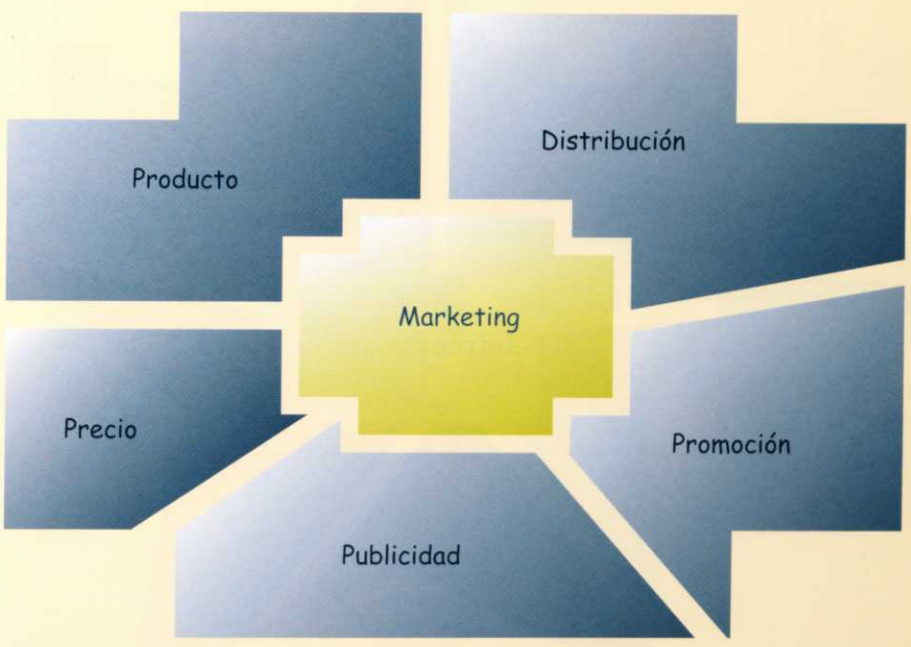 Producto
Distribución
Marketing
Precio
Promoción
Publicidad